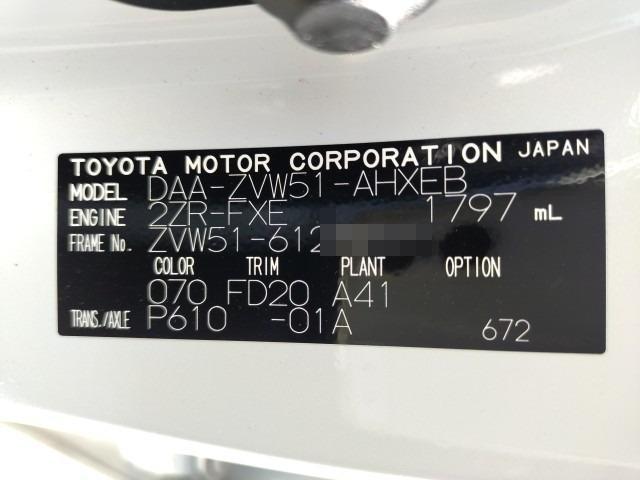 TOYOTA MOTOR CORPORATION JAPAN
MODEL DAA-ZVW51-AHXEB
ENGINE 2ZR-FXE 1797 mL
FRAME No. ZVW51-612
COLOR TRIM PLANT OPTION
070 FD20 A41
TRANS./AXLE P610 -01A 672